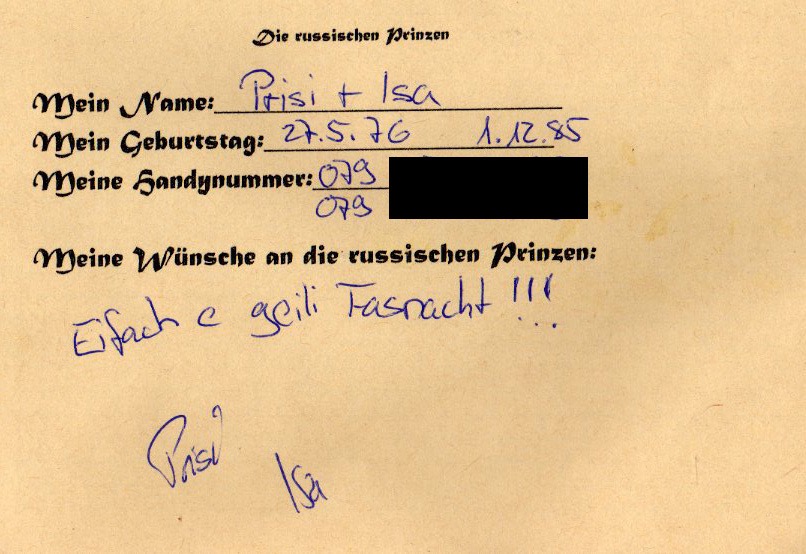 Die russischen Prinzen
Mein Name: Prisi + Isa
Mein Geburtstag: 27.5.76 1.12.85
Meine Handynummer: 079
079
Meine Wünsche an die russischen Prinzen:
Eifach e geili Fasnacht !!!
Prisi
Isa